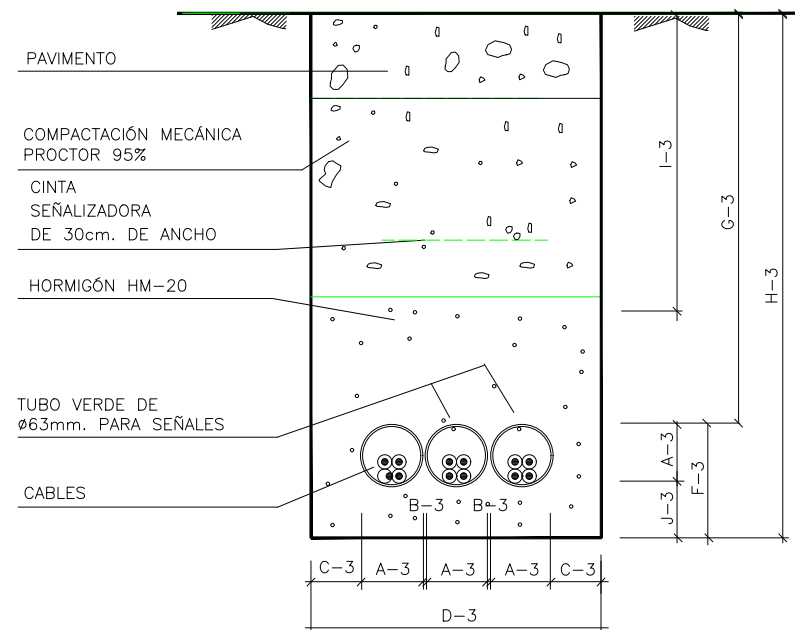 PAVIMENTO
COMPACTACIÓN MECÁNICA
PROCTOR 95%
CINTA
SEÑALIZADORA
DE 30cm. DE ANCHO
HORMIGÓN HM-20
TUBO VERDE DE
Ø63mm. PARA SEÑALES
CABLES
I-3
G-3
H-3
A-3
F-3
J-3
B-3 B-3
C-3 A-3 A-3 A-3 C-3
D-3